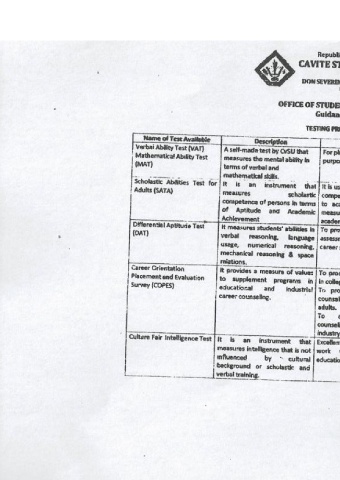 Republi
CAVITE ST
DON SEVERI
OFFICE OF STUDE
Guidan
TESTING PR
Name of Test Available
Description
Verbal Ability Test (VAT)
Mathematical Ability Test
(MAT)
A self-made test by CvSU that
measures the mental ability in
terms of verbal and
mathematical skills.
For pl
purpo
Scholastic Abilities Test for
Adults (SATA)
It is an instrument that
measures scholastic
competence of persons in terms
of Aptitude and Academic
Achievement
It is us
compe
to ac
measu
acade
Differential Aptitude Test
(DAT)
It measures students' abilities in
verbal reasoning, language
usage, numerical reasoning,
mechanical reasoning & space
relations.
To pro
assess
career
Career Orientation
Placement and Evaluation
Survey (COPES)
It provides a measure of values
to supplement programs in
educational and industrial
career counseling.
To pro
in colle
To pro
counsel
adults.
To
counseli
industry
Culture Fair Intelligence Test
It is an instrument that
measures intelligence that is not
influenced by cultural
background or scholastic and
verbal training.
Excellen
work
educatio